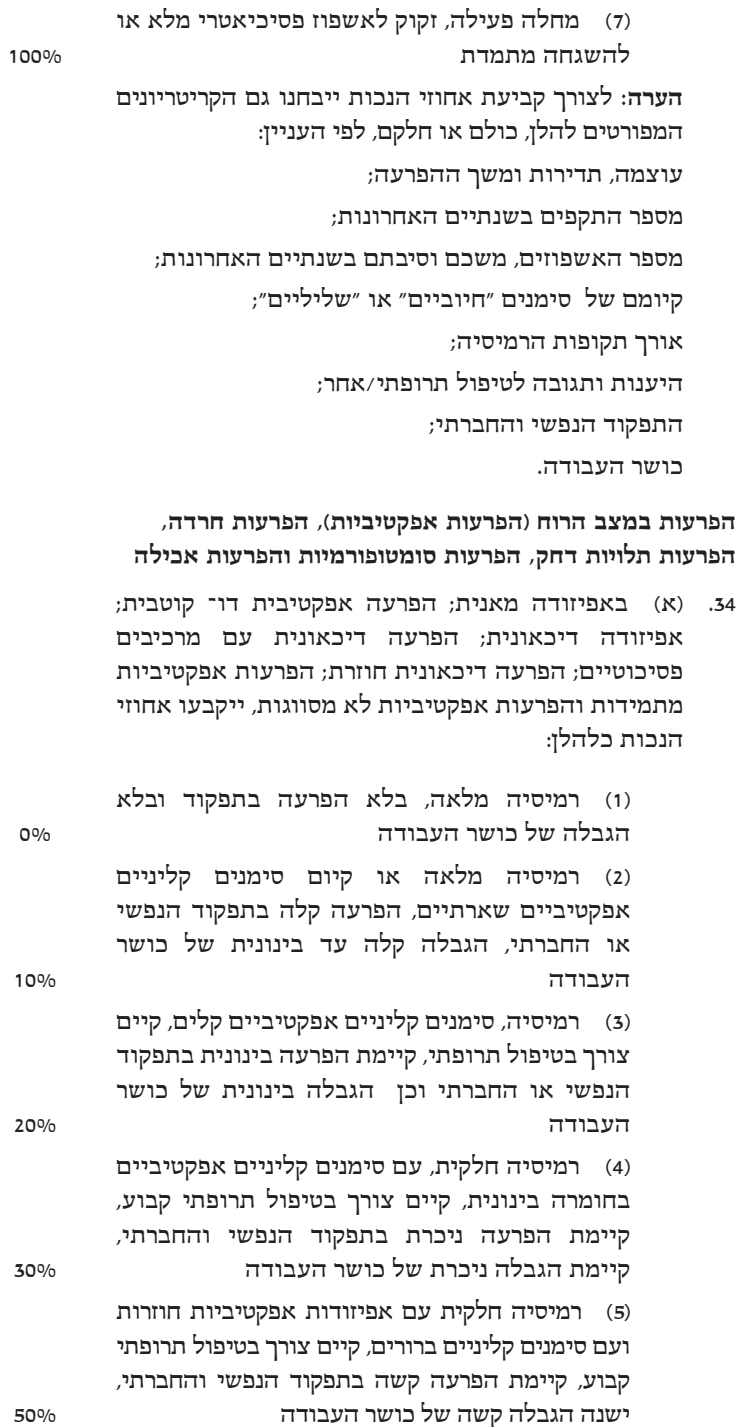 (7) מחלה פעילה, זקוק לאשפוז פסיכיאטרי מלא או
להשגחה מתמדת 100%
הערה: לצורך קביעת אחוזי הנכות ייבחנו גם הקריטריונים
המפורטים להלן, כולם או חלקם, לפי העניין:
עוצמה, תדירות ומשך ההפרעה;
מספר התקפים בשנתיים האחרונות;
מספר האשפוזים, משכם וסיבתם בשנתיים האחרונות;
קיומם של סימנים "חיוביים" או "שליליים";
אורך תקופות הרמיסיה;
היענות ותגובה לטיפול תרופתי/אחר;
התפקוד הנפשי והחברתי;
כושר העבודה.
הפרעות במצב הרוח (הפרעות אפקטיביות), הפרעות חרדה,
הפרעות תלויות דחק, הפרעות סומטופורמיות והפרעות אכילה
34. (א) באפיזודה מאנית; הפרעה אפקטיבית דו־ קוטבית;
אפיזודה דיכאונית; הפרעה דיכאונית עם מרכיבים
פסיכוטיים; הפרעה דיכאונית חוזרת; הפרעות אפקטיביות
מתמידות והפרעות אפקטיביות לא מסווגות, ייקבעו אחוזי
הנכות כלהלן:
(1) רמיסיה מלאה, בלא הפרעה בתפקוד ובלא
הגבלה של כושר העבודה 0%
(2) רמיסיה מלאה או קיום סימנים קליניים
אפקטיביים שארתיים, הפרעה קלה בתפקוד הנפשי
או החברתי, הגבלה קלה עד בינונית של כושר
העבודה 10%
(3) רמיסיה, סימנים קליניים אפקטיביים קלים, קיים
צורך בטיפול תרופתי, קיימת הפרעה בינונית בתפקוד
הנפשי או החברתי וכן הגבלה בינונית של כושר
העבודה 20%
(4) רמיסיה חלקית, עם סימנים קליניים אפקטיביים
בחומרה בינונית, קיים צורך בטיפול תרופתי קבוע,
קיימת הפרעה ניכרת בתפקוד הנפשי והחברתי,
קיימת הגבלה ניכרת של כושר העבודה 30%
(5) רמיסיה חלקית עם אפיזודות אפקטיביות חוזרות
ועם סימנים קליניים ברורים, קיים צורך בטיפול תרופתי
קבוע, קיימת הפרעה קשה בתפקוד הנפשי והחברתי,
ישנה הגבלה קשה של כושר העבודה 50%